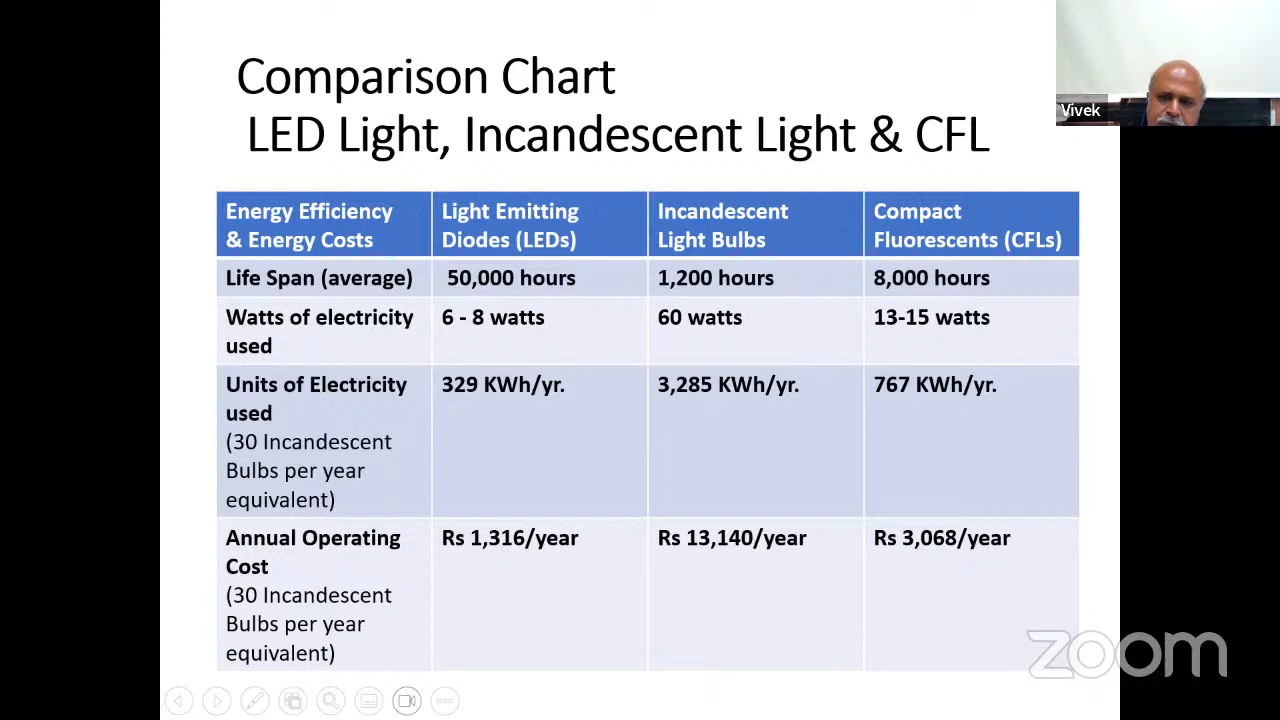 Comparison Chart
LED Light, Incandescent Light & CFL
Vivek
Energy Efficiency
& Energy Costs
Light Emitting
Diodes (LEDs)
Incandescent
Light Bulbs
Compact
Fluorescents (CFLs)
Life Span (average)
50,000 hours
1,200 hours
8,000 hours
Watts of electricity
used
6 - 8 watts
60 watts
13-15 watts
Units of Electricity
used
(30 Incandescent
Bulbs per year
equivalent)
329 KWh/yr.
3,285 KWh/yr.
767 KWh/yr.
Annual Operating
Cost
(30 Incandescent
Bulbs per year
equivalent)
Rs 1,316/year
Rs 13,140/year
Rs 3,068/year
zoom